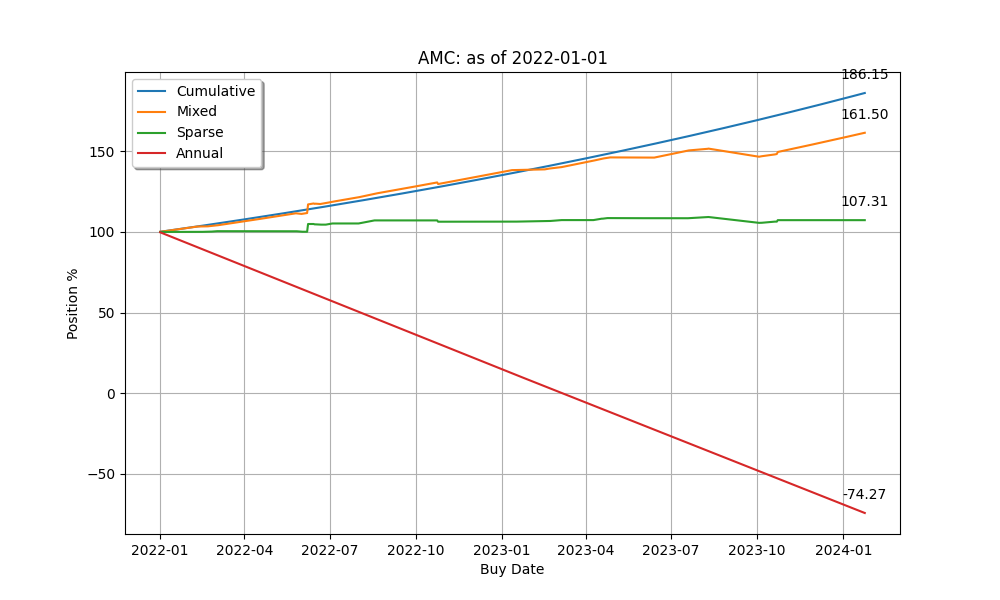 AMC: as of 2022-01-01
Cumulative
Mixed
Sparse
Annual
186.15
161.50
107.31
-74.27
150
100
50
0
−50
Position %
2022-01 2022-04 2022-07 2022-10 2023-01 2023-04 2023-07 2023-10 2024-01
Buy Date